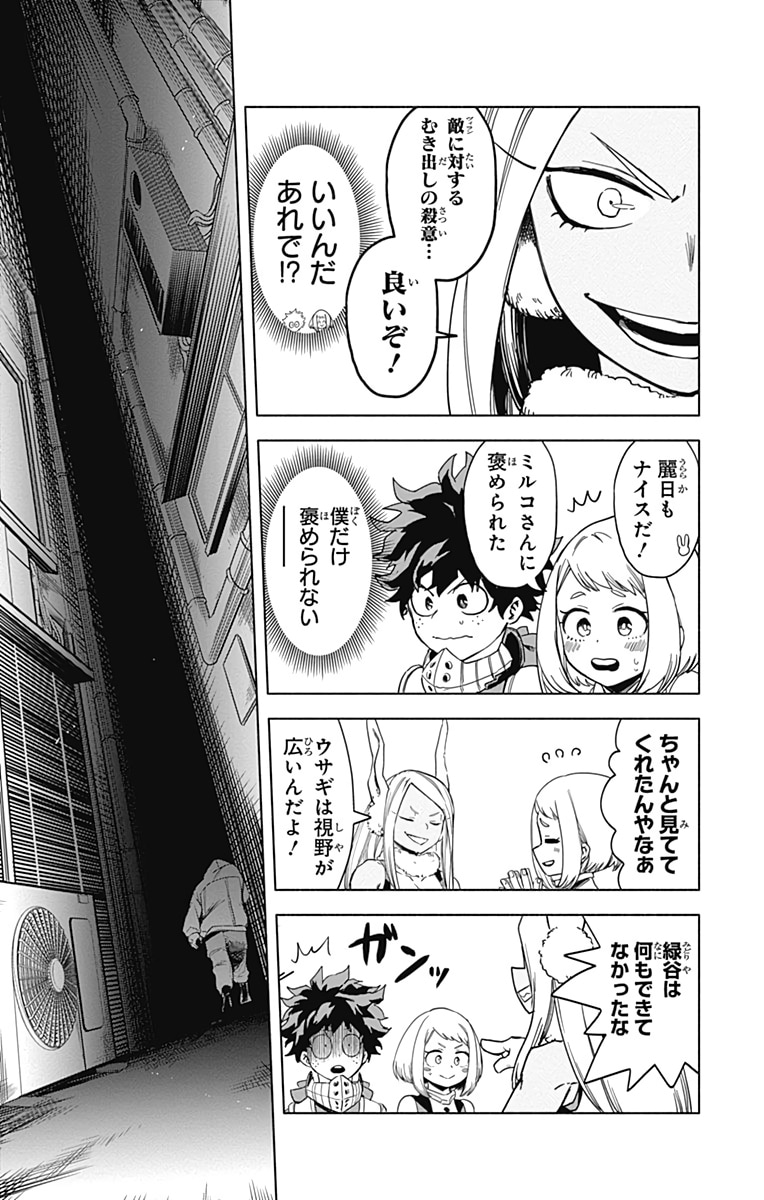 敵に対する
むき出しの殺意…
良いぞ！
いいんだ
あれで!?
麗日も
ナイスだ！
ミルコさんに
褒められた
僕だけ
褒められない
ちゃんと見てて
くれたんやなぁ
ウサギは視野が
広いんだよ！
緑谷は
何もできて
なかったな
ガンッ